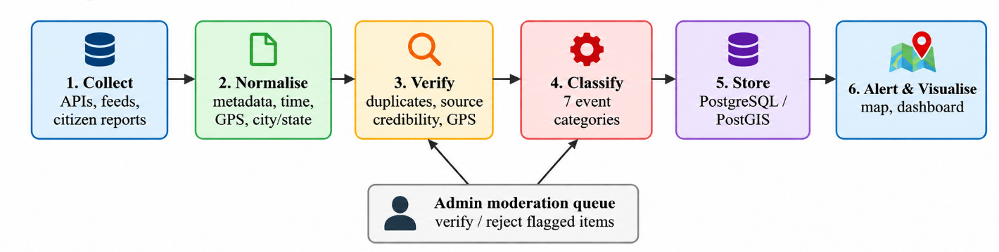 1. Collect
APIs, feeds,
citizen reports
2. Normalise
metadata, time,
GPS, city/state
3. Verify
duplicates, source
credibility, GPS
4. Classify
7 event
categories
5. Store
PostgreSQL /
PostGIS
6. Alert & Visualise
map, dashboard
Admin moderation queue
verify / reject flagged items